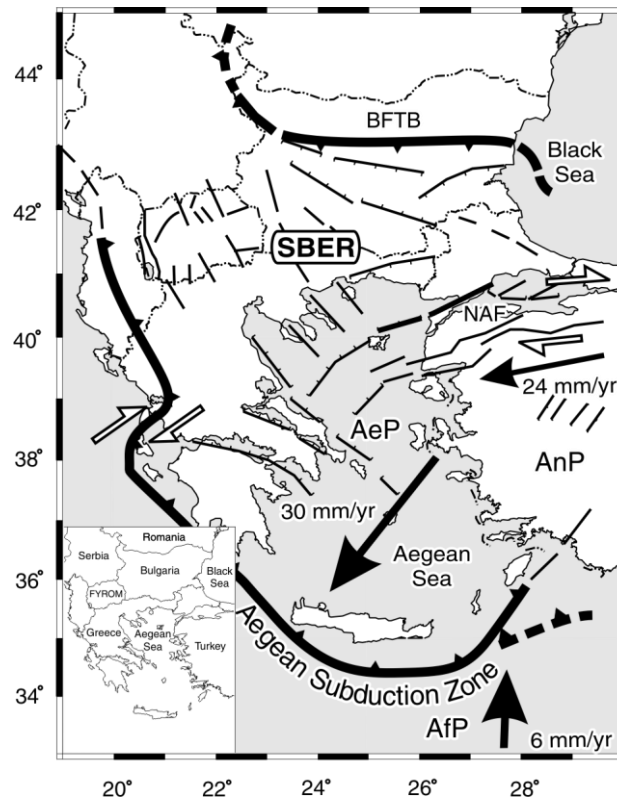 44°
42°
40°
38°
36°
34°
BFTB
Black
Sea
SBER
NAF
24 mm/yr
AeP
AnP
30 mm/yr
Aegean
Sea
Aegean Subduction Zone
AfP
6 mm/yr
Romania
Serbia
Bulgaria
Black
Sea
FYROM
Greece
Aegean
Sea
Turkey
20°
22°
24°
26°
28°